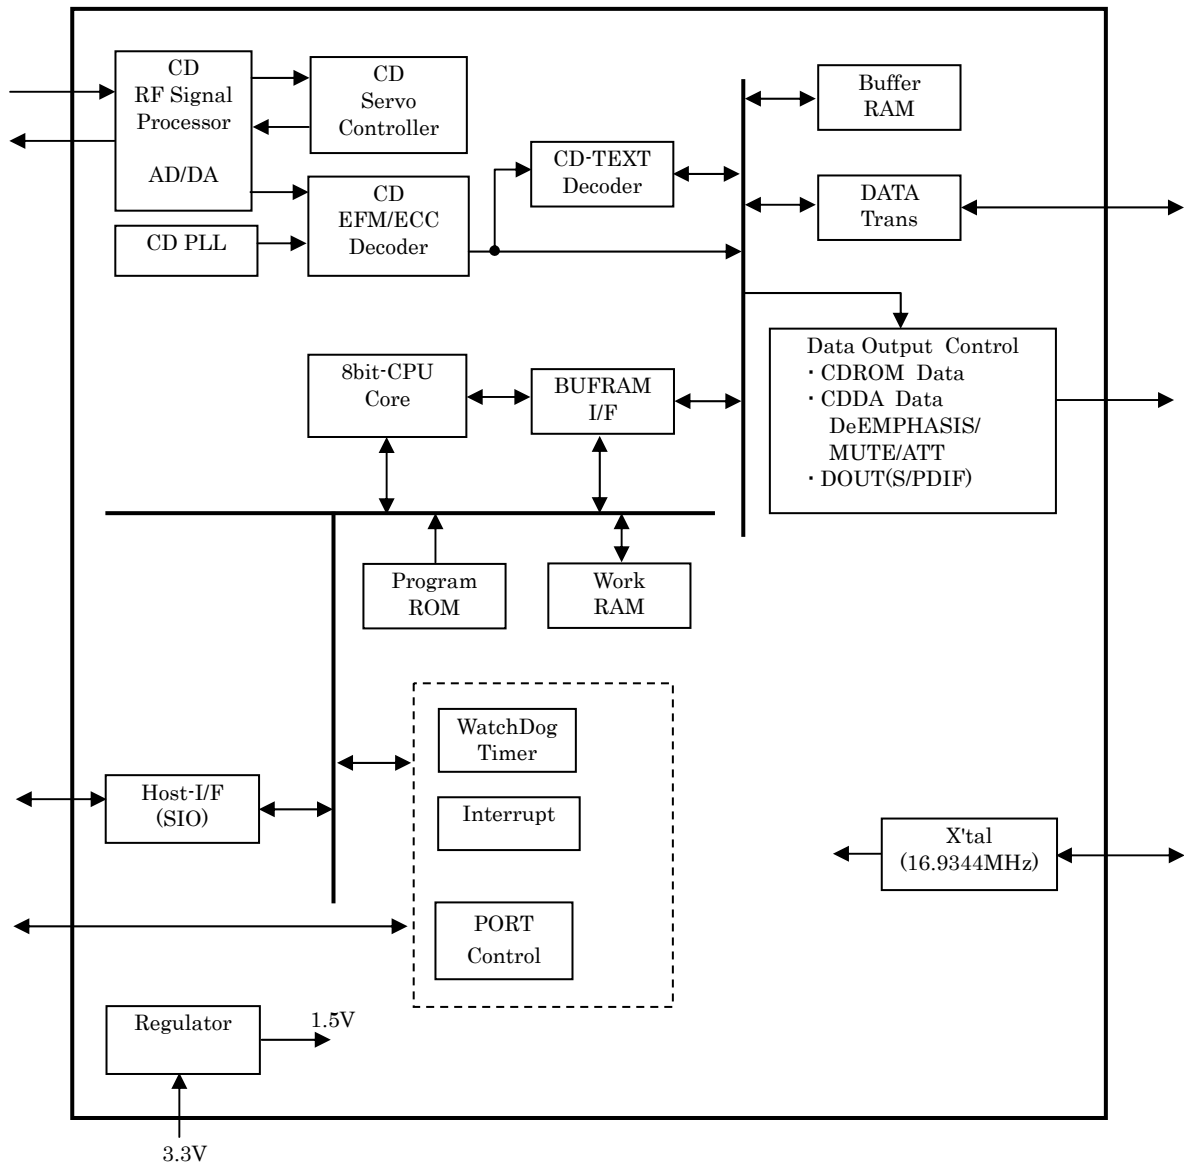 CD
RF Signal
Processor
AD/DA
CD
Servo
Controller
CD
EFM/ECC
Decoder
CD PLL
CD-TEXT
Decoder
Buffer
RAM
DATA
Trans
Data Output Control
・CDROM Data
・CDDA Data
DeEMPHASIS/
MUTE/ATT
・DOUT(S/PDIF)
8bit-CPU
Core
BUFRAM
I/F
Program
ROM
Work
RAM
WatchDog
Timer
Interrupt
PORT
Control
Host-I/F
(SIO)
X'tal
(16.9344MHz)
Regulator
1.5V
3.3V